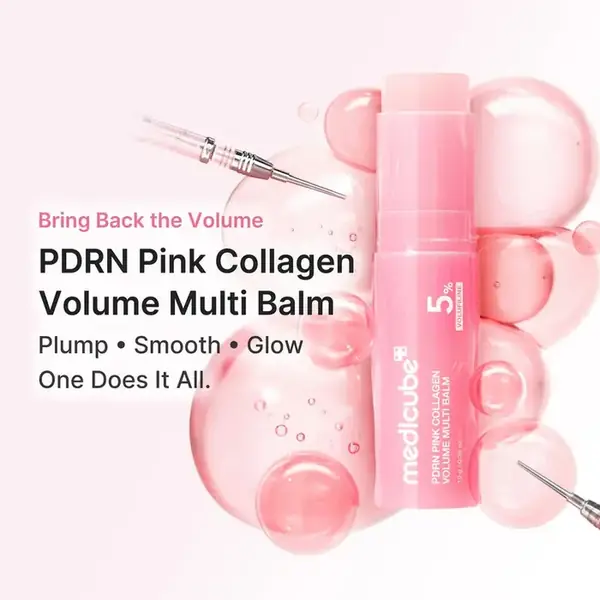 Bring Back the Volume
PDRN Pink Collagen
Volume Multi Balm
Plump • Smooth • Glow
One Does It All.
5%
VOLUFILINE
medicube
PDRN PINK COLLAGEN
VOLUME MULTI BALM